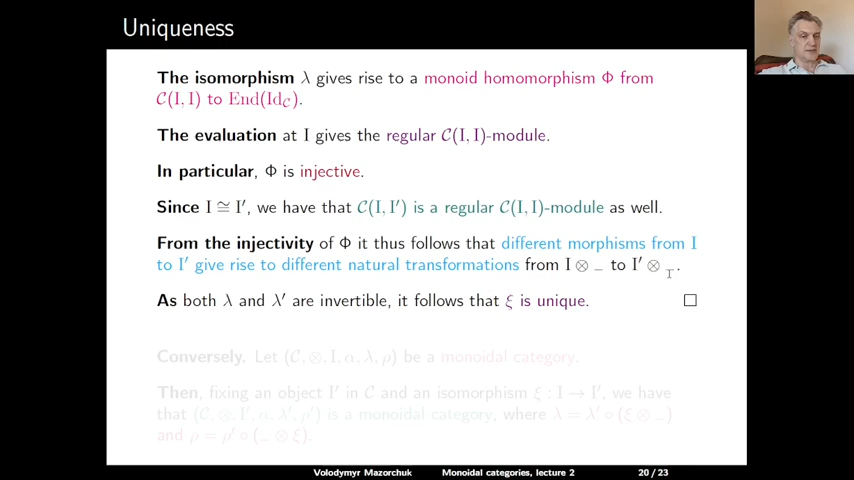 Uniqueness
The isomorphism λ gives rise to a monoid homomorphism Φ from
𝒞(I, I) to End(Id_𝒞).
The evaluation at I gives the regular 𝒞(I, I)-module.
In particular, Φ is injective.
Since I ≅ I′, we have that 𝒞(I, I′) is a regular 𝒞(I, I)-module as well.
From the injectivity of Φ it thus follows that different morphisms from I
to I′ give rise to different natural transformations from I ⊗ _ to I′ ⊗ _.
As both λ and λ′ are invertible, it follows that ξ is unique. □
Conversely. Let (𝒞, ⊗, I, α, λ, ρ) be a monoidal category.
Then, fixing an object I′ in 𝒞 and an isomorphism ξ : I → I′, we have
that (𝒞, ⊗, I′, α, λ′, ρ′) is a monoidal category, where λ = λ′ ∘ (ξ ⊗ _)
and ρ = ρ′ ∘ (_ ⊗ ξ).
Volodymyr Mazorchuk Monoidal categories, lecture 2 20 / 23